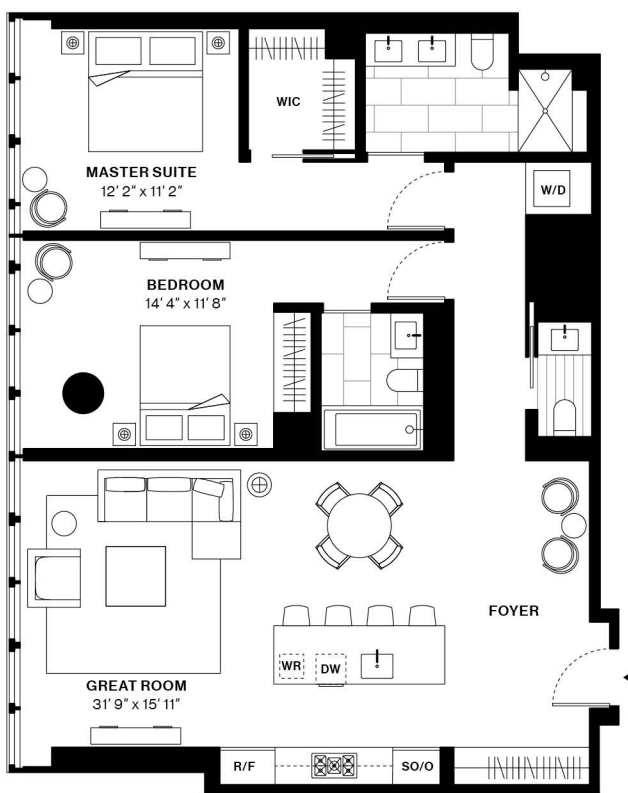 WIC
MASTER SUITE
12' 2" x 11' 2"
W/D
BEDROOM
14' 4" x 11' 8"
FOYER
WR
DW
GREAT ROOM
31' 9" x 15' 11"
R/F
SO/O